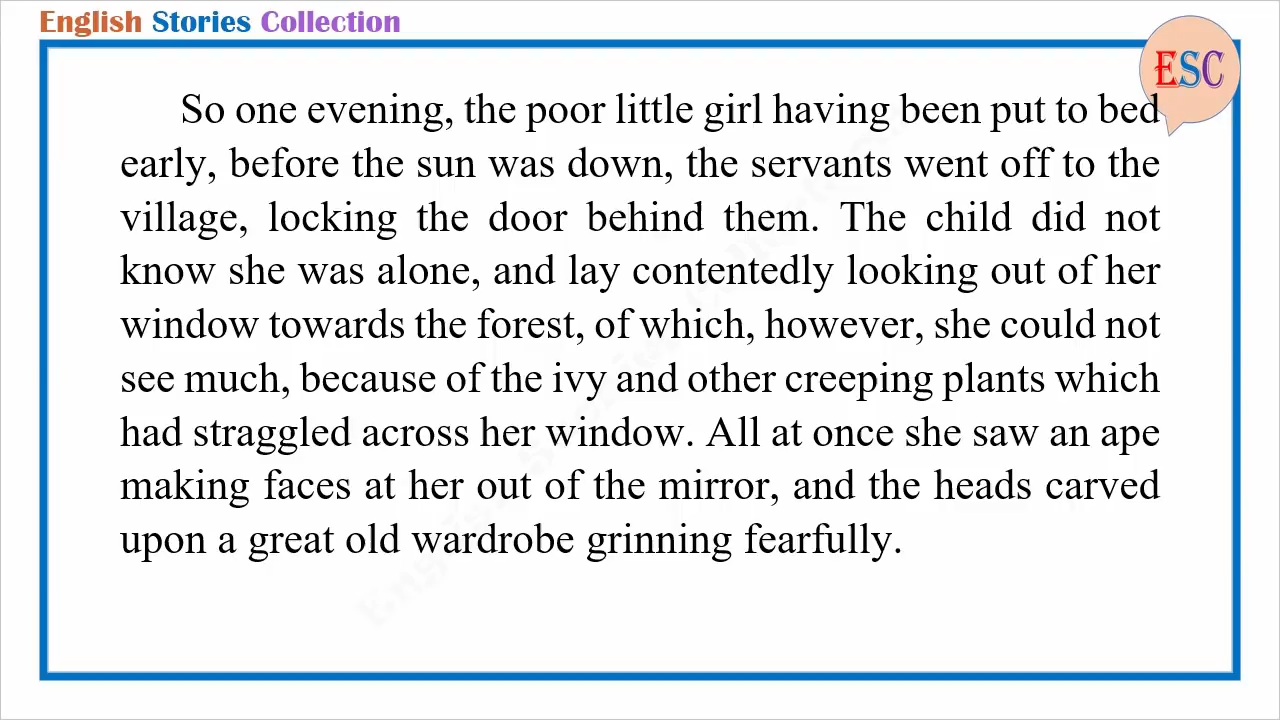 English Stories Collection
ESC
So one evening, the poor little girl having been put to bed
early, before the sun was down, the servants went off to the
village, locking the door behind them. The child did not
know she was alone, and lay contentedly looking out of her
window towards the forest, of which, however, she could not
see much, because of the ivy and other creeping plants which
had straggled across her window. All at once she saw an ape
making faces at her out of the mirror, and the heads carved
upon a great old wardrobe grinning fearfully.